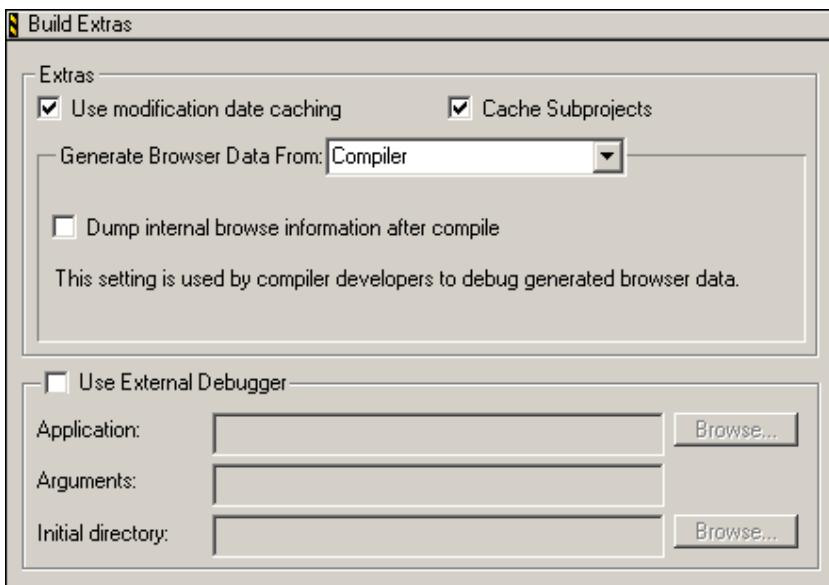 Build Extras
Extras
Use modification date caching Cache Subprojects
Generate Browser Data From: Compiler
Dump internal browse information after compile
This setting is used by compiler developers to debug generated browser data.
Use External Debugger
Application: Browse...
Arguments:
Initial directory: Browse...